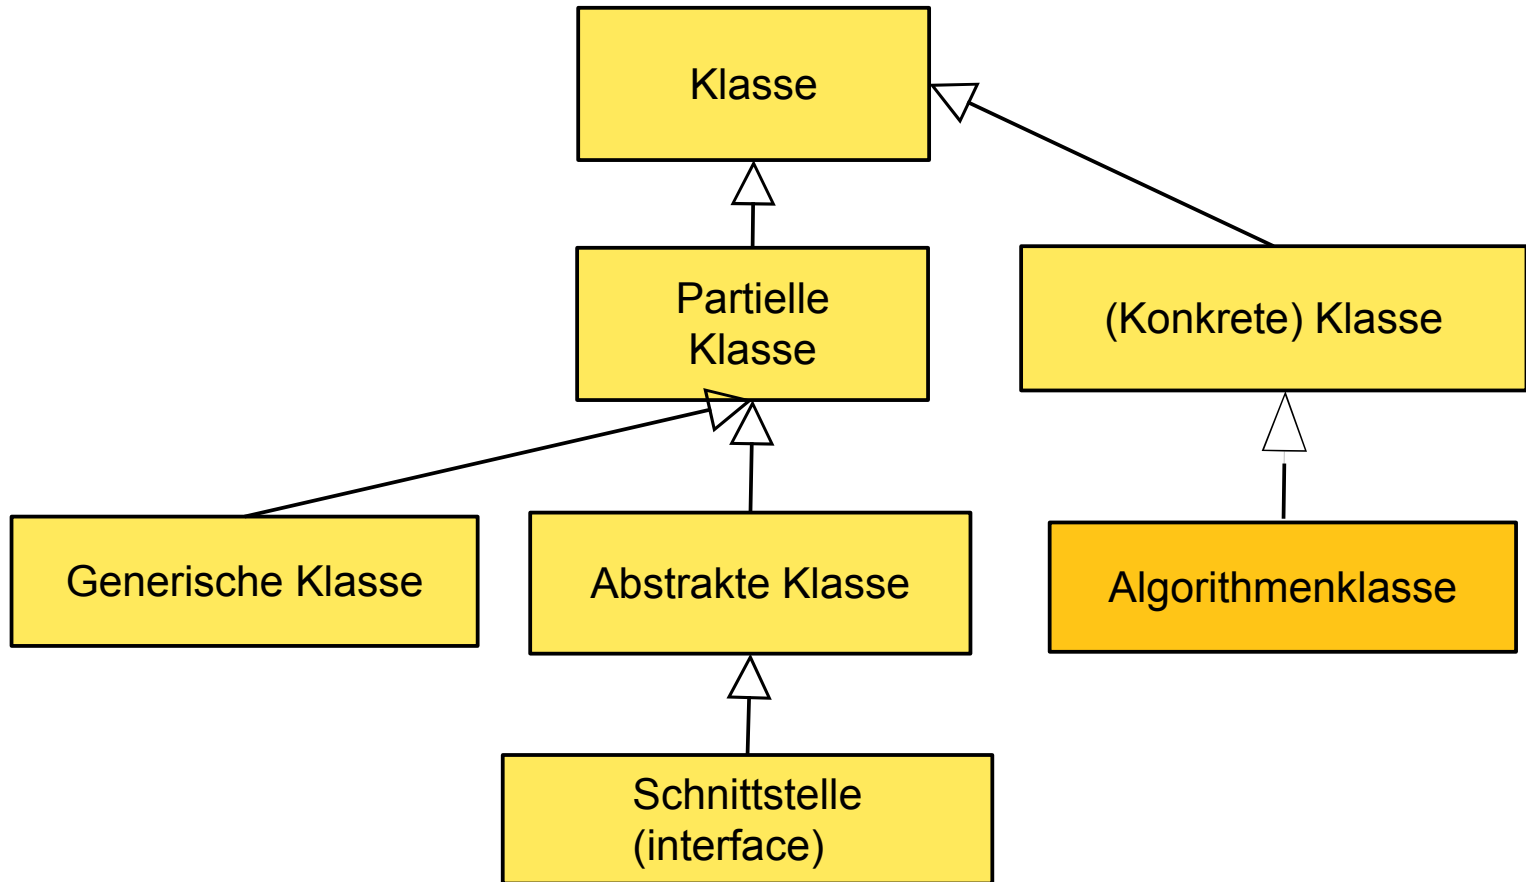 Klasse
Partielle
Klasse
(Konkrete) Klasse
Generische Klasse
Abstrakte Klasse
Algorithmenklasse
Schnittstelle
(interface)